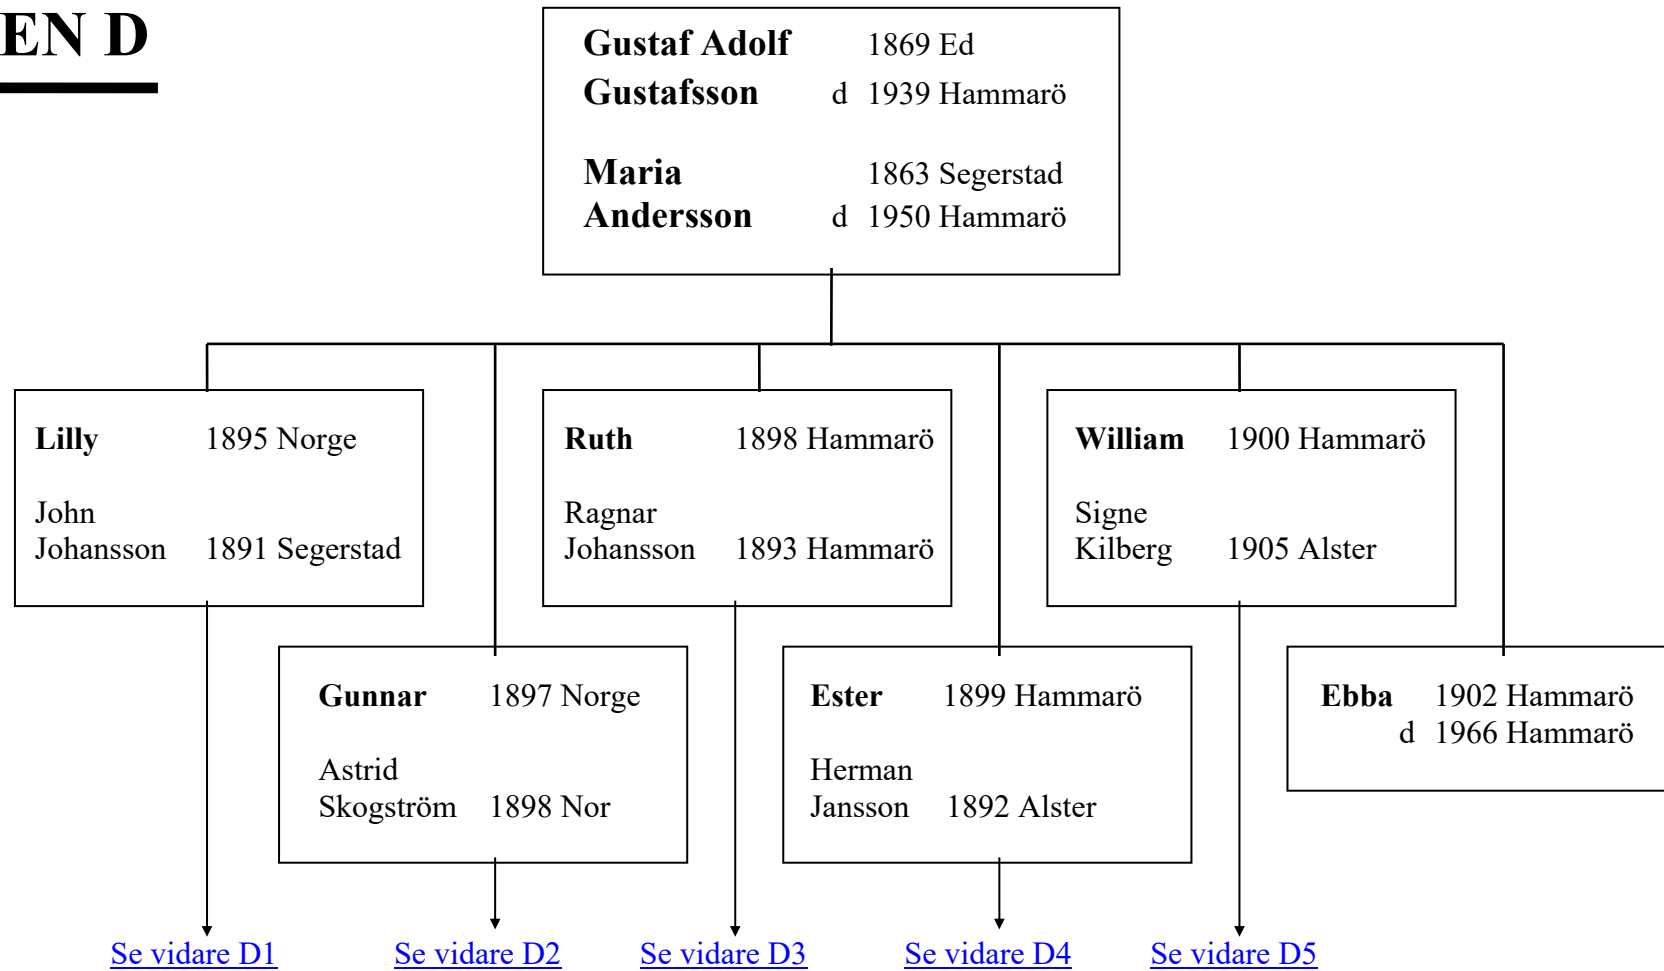 EN D
Gustaf Adolf 1869 Ed
Gustafsson d 1939 Hammarö
Maria 1863 Segerstad
Andersson d 1950 Hammarö
Lilly 1895 Norge
John
Johansson 1891 Segerstad
Ruth 1898 Hammarö
Ragnar
Johansson 1893 Hammarö
William 1900 Hammarö
Signe
Kilberg 1905 Alster
Gunnar 1897 Norge
Astrid
Skogström 1898 Nor
Ester 1899 Hammarö
Herman
Jansson 1892 Alster
Ebba 1902 Hammarö
d 1966 Hammarö
Se vidare D1
Se vidare D2
Se vidare D3
Se vidare D4
Se vidare D5